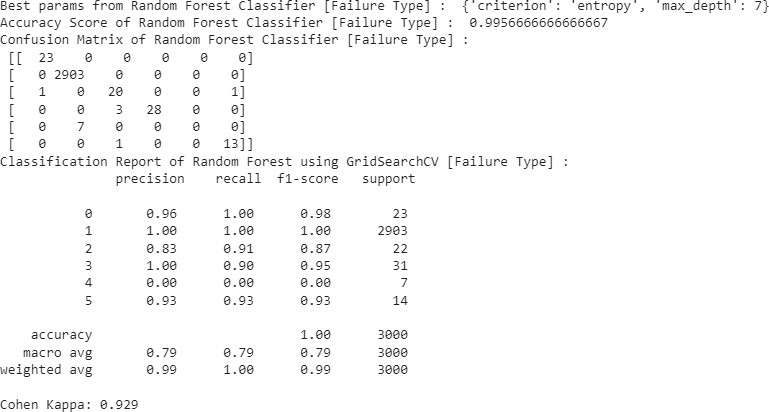 Best params from Random Forest Classifier [Failure Type] :  {'criterion': 'entropy', 'max_depth': 7}
Accuracy Score of Random Forest Classifier [Failure Type] :  0.9956666666666667
Confusion Matrix of Random Forest Classifier [Failure Type] :
[[  23    0    0    0    0    0]
[   0 2903    0    0    0    0]
[   1    0   20    0    0    1]
[   0    0    3   28    0    0]
[   0    7    0    0    0    0]
[   0    0    1    0    0   13]]
Classification Report of Random Forest using GridSearchCV [Failure Type] :
precision    recall  f1-score   support
0       0.96      1.00      0.98        23
1       1.00      1.00      1.00      2903
2       0.83      0.91      0.87        22
3       1.00      0.90      0.95        31
4       0.00      0.00      0.00         7
5       0.93      0.93      0.93        14
accuracy                           1.00      3000
macro avg       0.79      0.79      0.79      3000
weighted avg       0.99      1.00      0.99      3000
Cohen Kappa: 0.929